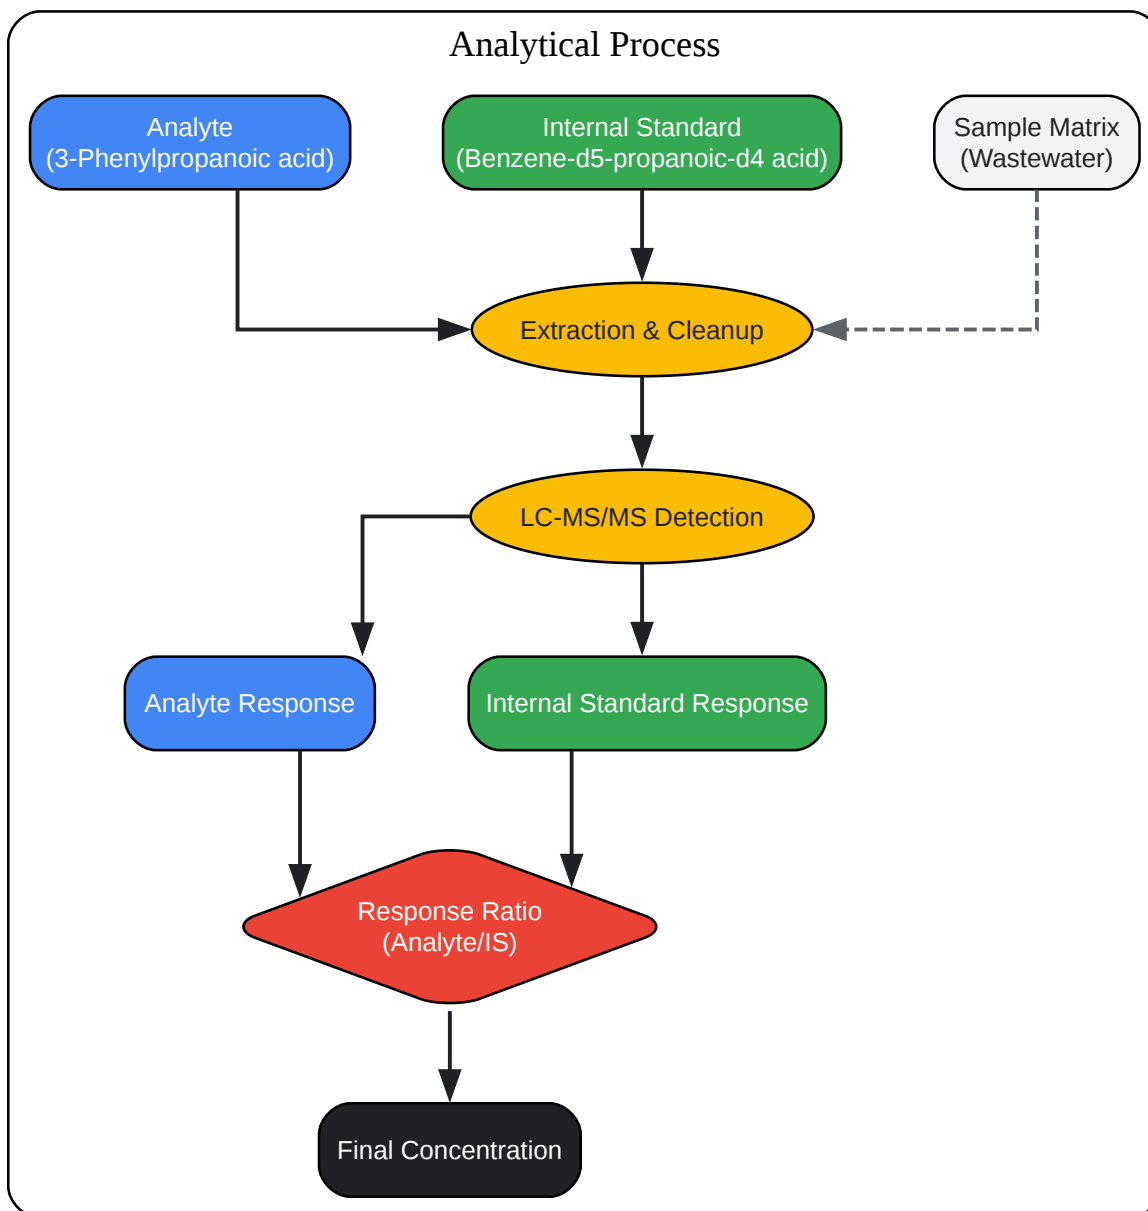 Analytical Process
Analyte
(3-Phenylpropanoic acid)
Internal Standard
(Benzene-d5-propanoic-d4 acid)
Sample Matrix
(Wastewater)
Extraction & Cleanup
LC-MS/MS Detection
Analyte Response
Internal Standard Response
Response Ratio
(Analyte/IS)
Final Concentration